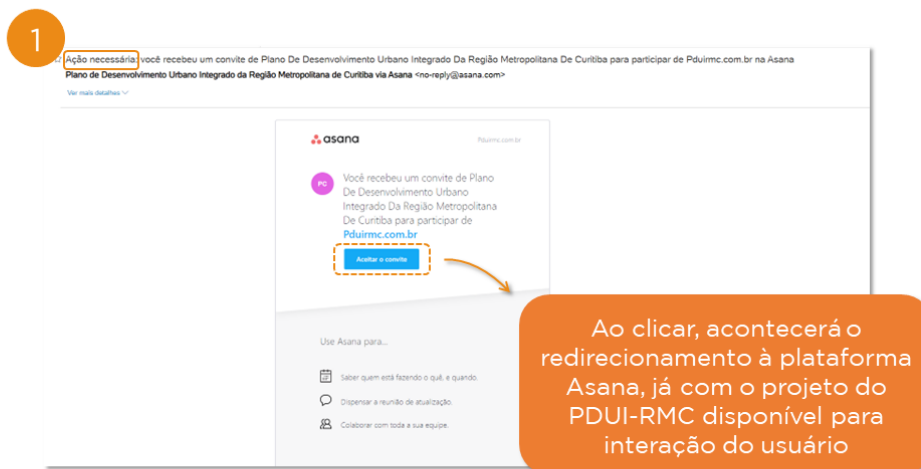 1
Ação necessária: você recebeu um convite de Plano De Desenvolvimento Urbano Integrado Da Região Metropolitana De Curitiba para participar de Pduirmc.com.br na Asana
Plano de Desenvolvimento Urbano Integrado da Região Metropolitana de Curitiba via Asana <no-reply@asana.com>
Ver mais detalhes
asana
Pduirmc.com.br
PC
Você recebeu um convite de Plano
De Desenvolvimento Urbano
Integrado Da Região Metropolitana
De Curitiba para participar de
Pduirmc.com.br
Aceitar o convite
Use Asana para...
Saber quem está fazendo o quê, e quando.
Dispensar a reunião de atualização.
Colaborar com toda a sua equipe.
Ao clicar, acontecerá o
redirecionamento à plataforma
Asana, já com o projeto do
PDUI-RMC disponível para
interação do usuário